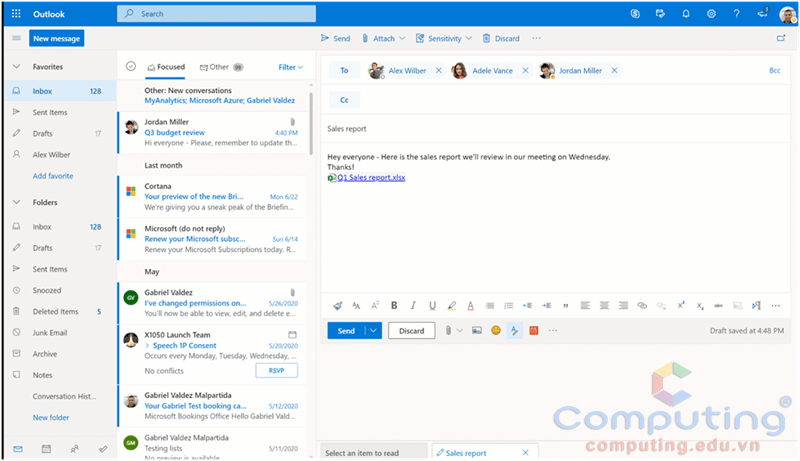 Outlook
Search
New message
Send
Attach
Sensitivity
Discard
Favorites
Inbox 128
Sent Items
Drafts 17
Alex Wilber
Add favorite
Folders
Inbox 128
Drafts 17
Sent Items
Snoozed
Deleted Items 5
Junk Email
Archive
Notes
Conversation Hist...
New folder
Focused
Other 99
Filter
Other: New conversations
MyAnalytics; Microsoft Azure; Gabriel Valdez
Jordan Miller
Q3 budget review 4:40 PM
Hi everyone - Please, remember to update th...
Last month
Cortana
Your preview of the new Bri... Mon 6/22
We're giving you a sneak peak of the Briefin...
Microsoft (do not reply)
Renew your Microsoft subsc... Sun 6/14
Renew your Microsoft Subscriptions today. R...
May
GV
Gabriel Valdez
I've changed permissions on... 5/26/2020
You'll now be able to view, edit, and delete e...
X1050 Launch Team
Speech 1P Consent 5/20/2020
Occurs every Monday, Tuesday, Wednesday, ...
No conflicts
RSVP
Gabriel Valdez Malpartida
Your Gabriel Test booking ca... 5/12/2020
Microsoft Bookings Office Hello Gabriel Vald...
GM
Gabriel Valdez Malpartida
Testing lists 5/11/2020
No preview is available.
To
Alex Wilber
Adele Vance
Jordan Miller
Bcc
Cc
Sales report
Hey everyone - Here is the sales report we'll review in our meeting on Wednesday.
Thanks!
Q1 Sales report.xlsx
Send
Discard
Draft saved at 4:48 PM
Select an item to read
Sales report
Computing®
computing.edu.vn